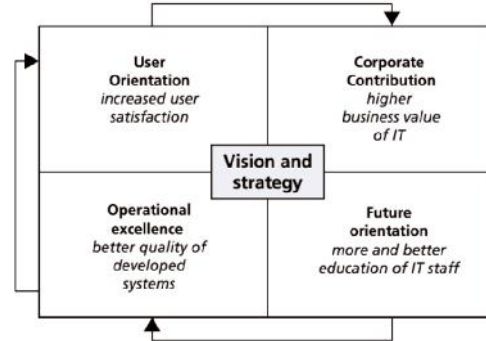 User
Orientation
increased user
satisfaction
Corporate
Contribution
higher
business value
of IT
Vision and
strategy
Operational
excellence
better quality of
developed
systems
Future
orientation
more and better
education of IT staff